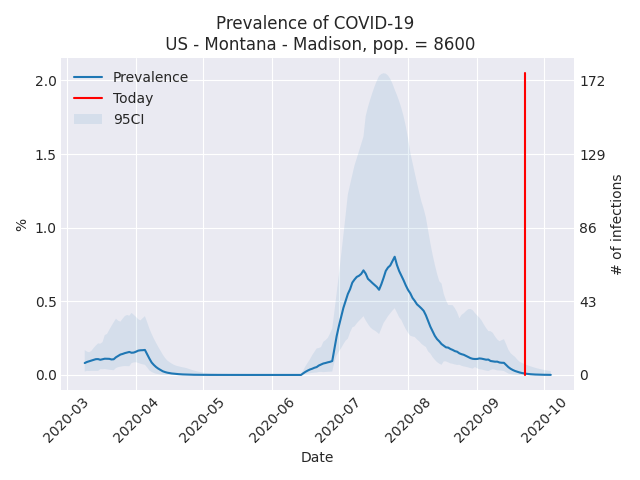 Prevalence of COVID-19
US - Montana - Madison, pop. = 8600
Prevalence
Today
95CI
2.0
1.5
1.0
0.5
0.0
%
172
129
86
43
0
# of infections
2020-03
2020-04
2020-05
2020-06
2020-07
2020-08
2020-09
2020-10
Date